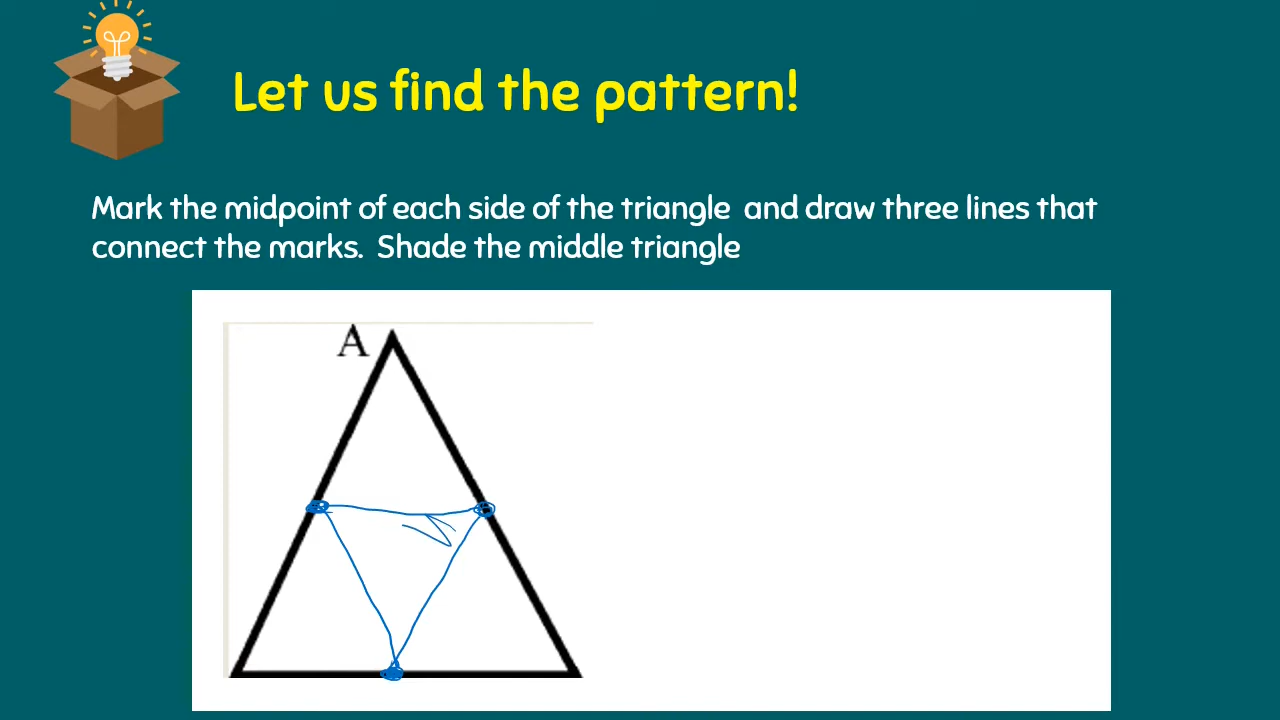 Let us find the pattern!
Mark the midpoint of each side of the triangle and draw three lines that
connect the marks. Shade the middle triangle
A